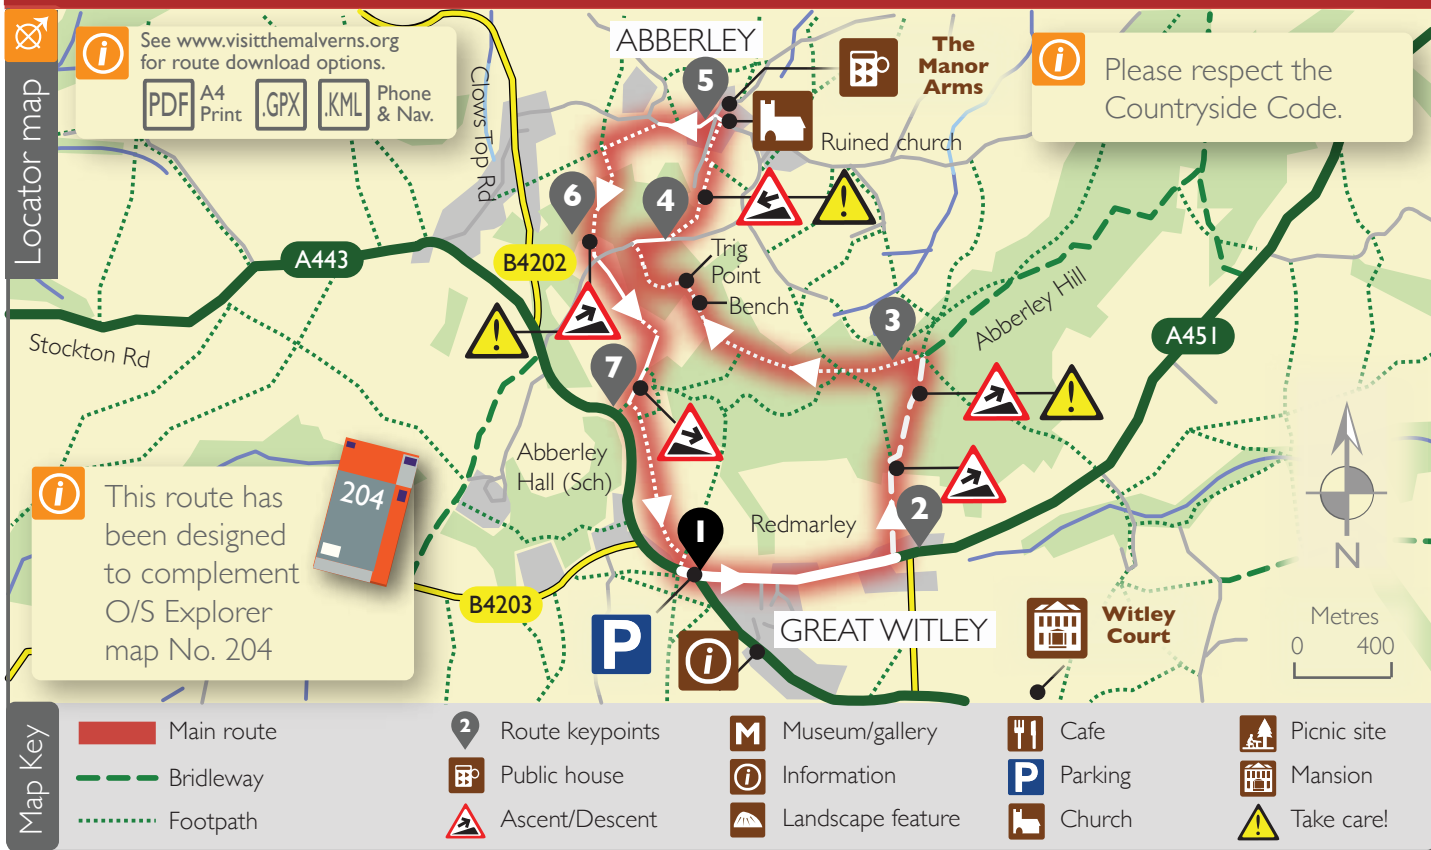 Locator map
See www.visitthemalverns.org
for route download options.
PDF
A4
Print
.GPX
.KML
Phone
& Nav.
Clows Top Rd
ABBERLEY
The
Manor
Arms
Ruined church
Please respect the
Countryside Code.
5
6
4
A443
B4202
Trig
Point
Bench
3
Abberley Hill
A451
Stockton Rd
7
Abberley
Hall (Sch)
This route has
been designed
to complement
O/S Explorer
map No. 204
204
Redmarley
2
1
N
B4203
P
GREAT WITLEY
Witley
Court
Metres
0 400
Map Key
Main route
Bridleway
Footpath
2 Route keypoints
Public house
Ascent/Descent
M Museum/gallery
i Information
Landscape feature
Cafe
P Parking
Church
Picnic site
Mansion
! Take care!